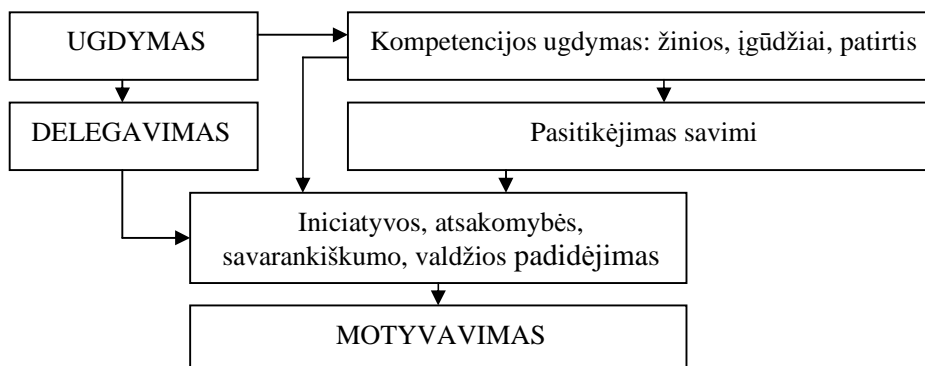 UGDYMAS
Kompetencijos ugdymas: žinios, įgūdžiai, patirtis
DELEGAVIMAS
Pasitikėjimas savimi
Iniciatyvos, atsakomybės,
savarankiškumo, valdžios padidėjimas
MOTYVAVIMAS